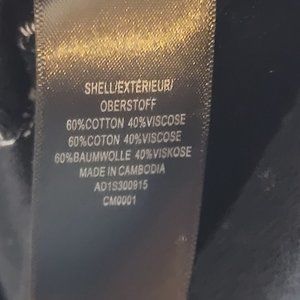 SHELL/EXTÉRIEUR/
OBERSTOFF
60%COTTON 40%VISCOSE
60%COTON 40%VISCOSE
60%BAUMWOLLE 40%VISKOSE
MADE IN CAMBODIA
AD1S300915
CM0001